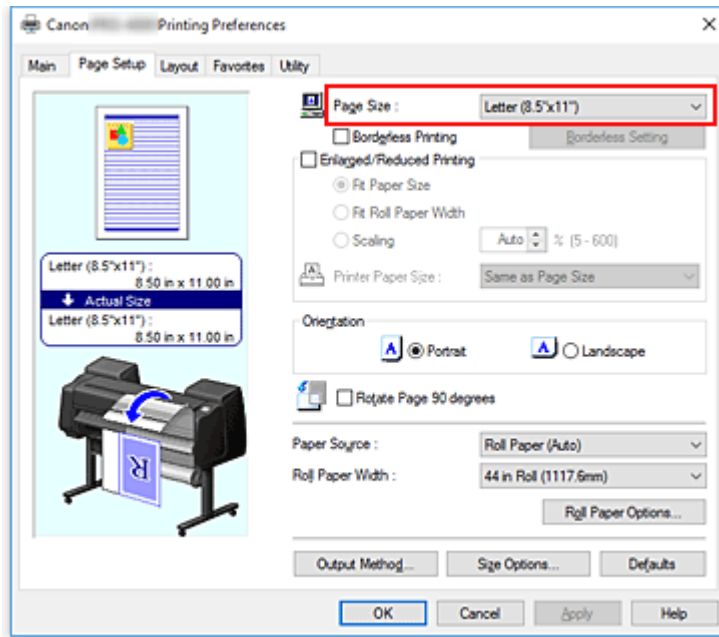 Canon Printing Preferences
Main Page Setup Layout Favorites Utility
Page Size : Letter (8.5"x11")
Borderless Printing Borderless Setting
Enlarged/Reduced Printing
Fit Paper Size
Fit Roll Paper Width
Scaling Auto % (5 - 600)
Printer Paper Size : Same as Page Size
Letter (8.5"x11") :
8.50 in x 11.00 in
Actual Size
Letter (8.5"x11") :
8.50 in x 11.00 in
Orientation
A Portrait A Landscape
Rotate Page 90 degrees
Paper Source : Roll Paper (Auto)
Roll Paper Width : 44 in Roll (1117.6mm)
R
Roll Paper Options...
Output Method... Size Options... Defaults
OK Cancel Apply Help